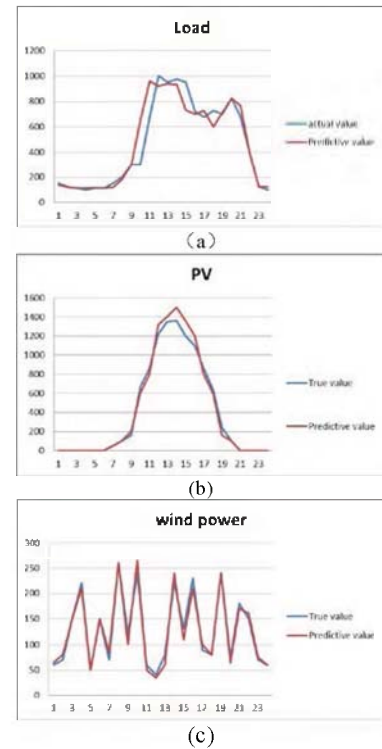 Load
1200
1000
800
600
400
200
0
1 3 5 7 9 11 13 15 17 19 21 23
actual value
Predictive value
(a)
PV
1600
1400
1200
1000
800
600
400
200
0
1 3 5 7 9 11 13 15 17 19 21 23
True value
Predictive value
(b)
wind power
300
250
200
150
100
50
0
1 3 5 7 9 11 13 15 17 19 21 23
True value
Predictive value
(c)